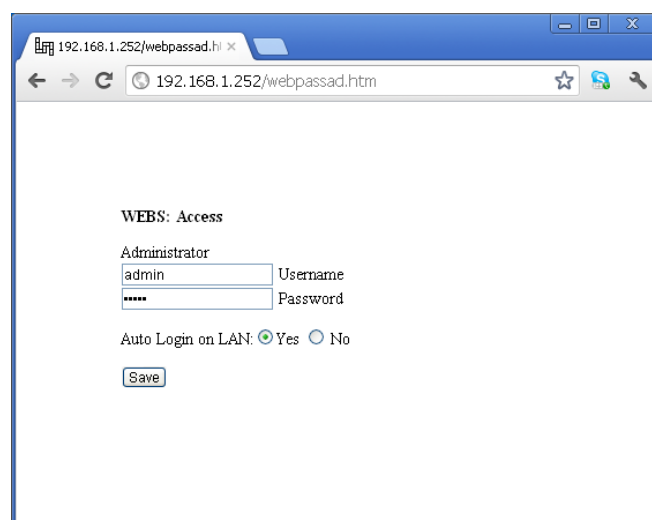 192.168.1.252/webpassad.h
192.168.1.252/webpassad.htm
WEBS: Access
Administrator
admin Username
••••• Password
Auto Login on LAN: Yes No
Save